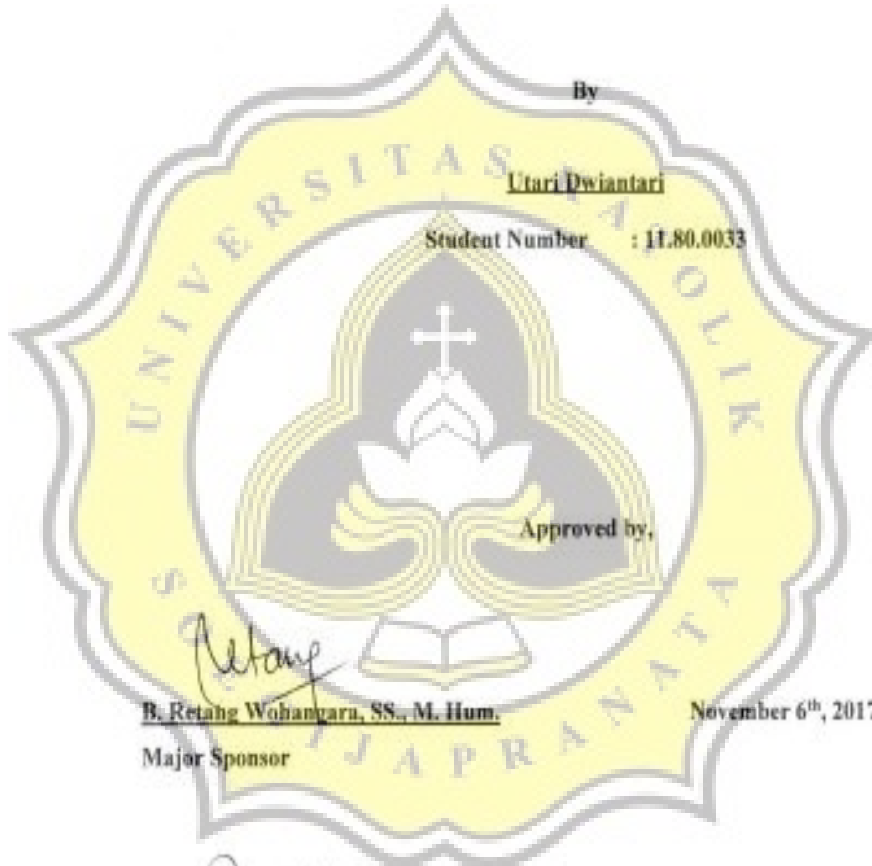 By
Utari Dwiantari
Student Number : 11.80.0033
Approved by,
Retang
B. Retang Wohangara, SS., M. Hum.
November 6th, 2017
Major Sponsor
UNIVERSITAS KATOLIK
SOEGIJAPRANATA